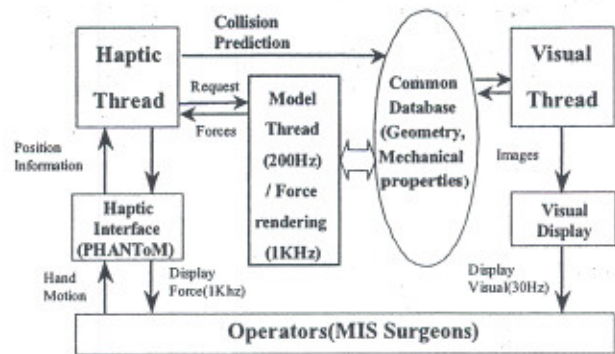 Collision
Prediction
Haptic
Thread
Visual
Thread
Common
Database
(Geometry,
Mechanical
properties)
Request
Forces
Model
Thread
(200Hz)
/ Force
rendering
(1KHz)
Position
Information
Images
Haptic
Interface
(PHANToM)
Visual
Display
Hand
Motion
Display
Force(1Khz)
Display
Visual(30Hz)
Operators(MIS Surgeons)